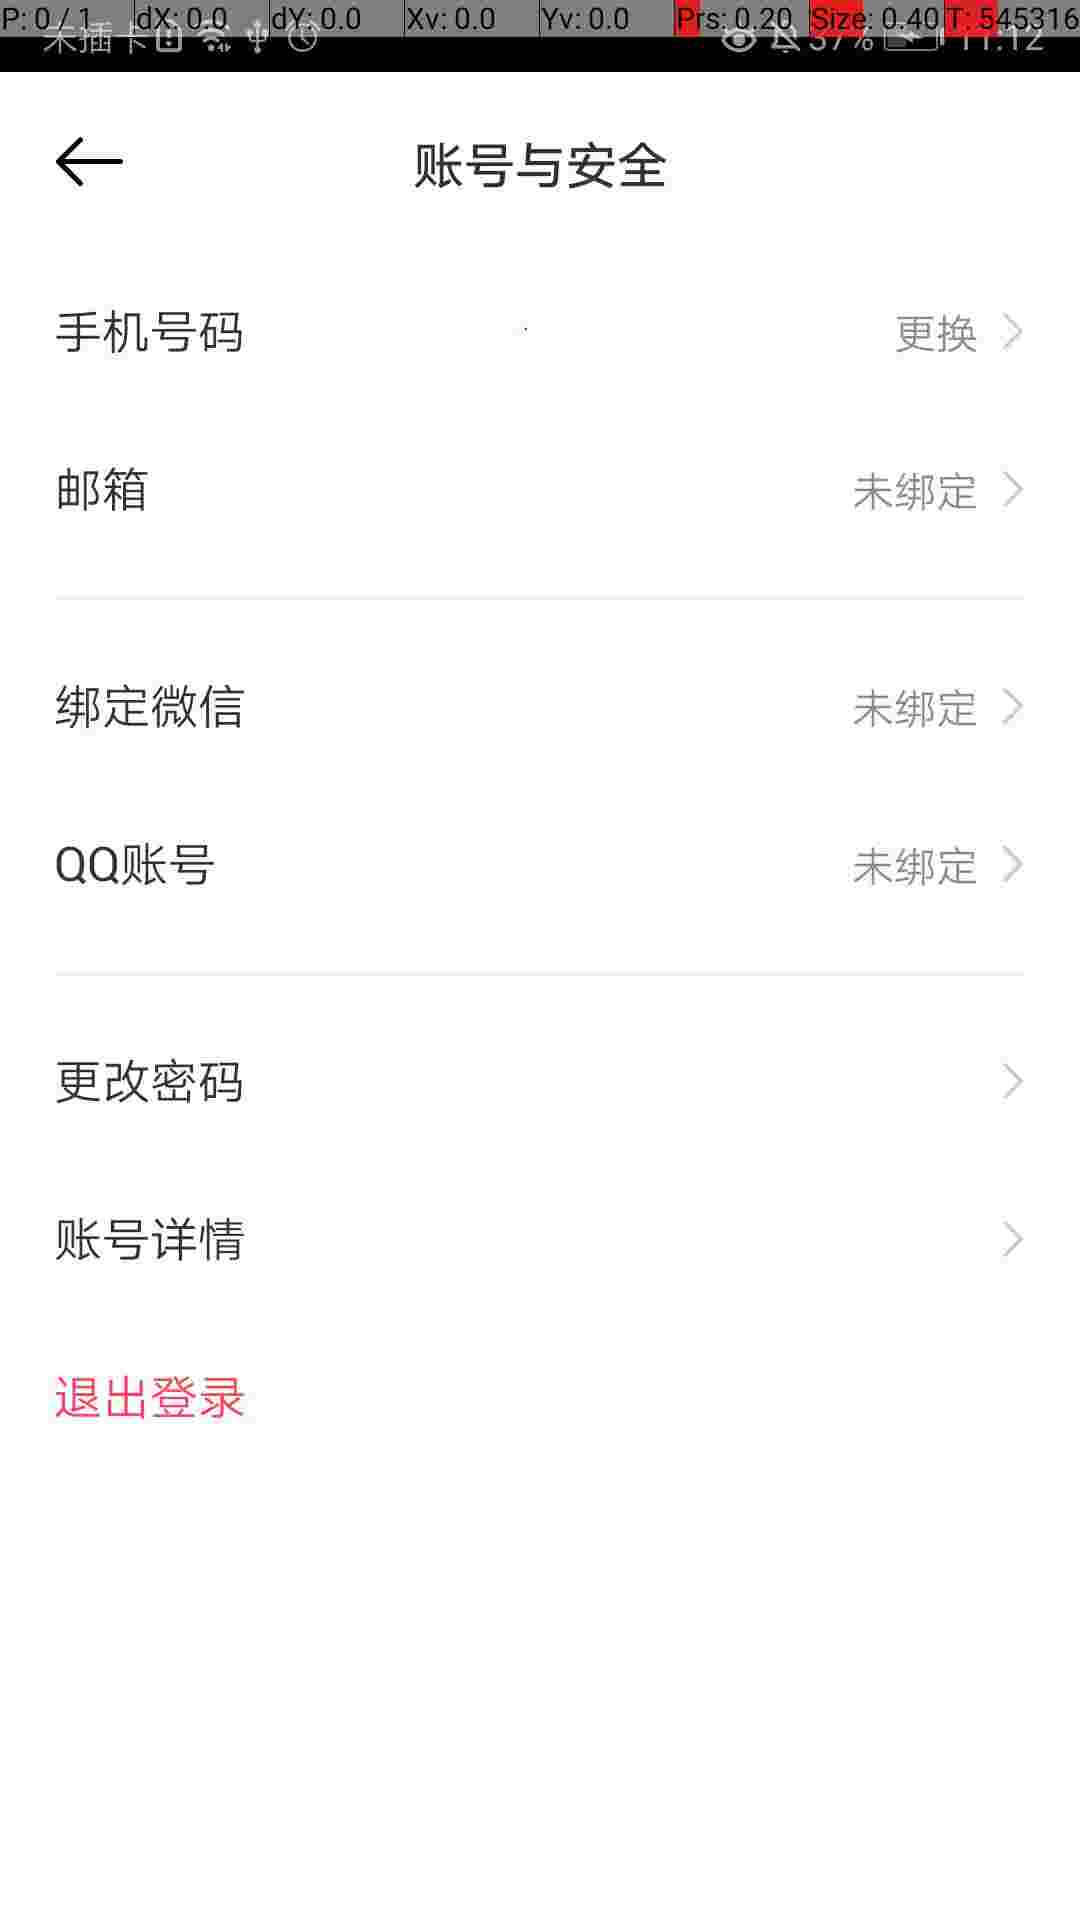 P: 0 / 1 dX: 0.0 dY: 0.0 Xv: 0.0 Yv: 0.0 Prs: 0.20 Size: 0.40 T: 545316
未插卡 37% 11:12
账号与安全
手机号码 更换
邮箱 未绑定
绑定微信 未绑定
QQ账号 未绑定
更改密码
账号详情
退出登录